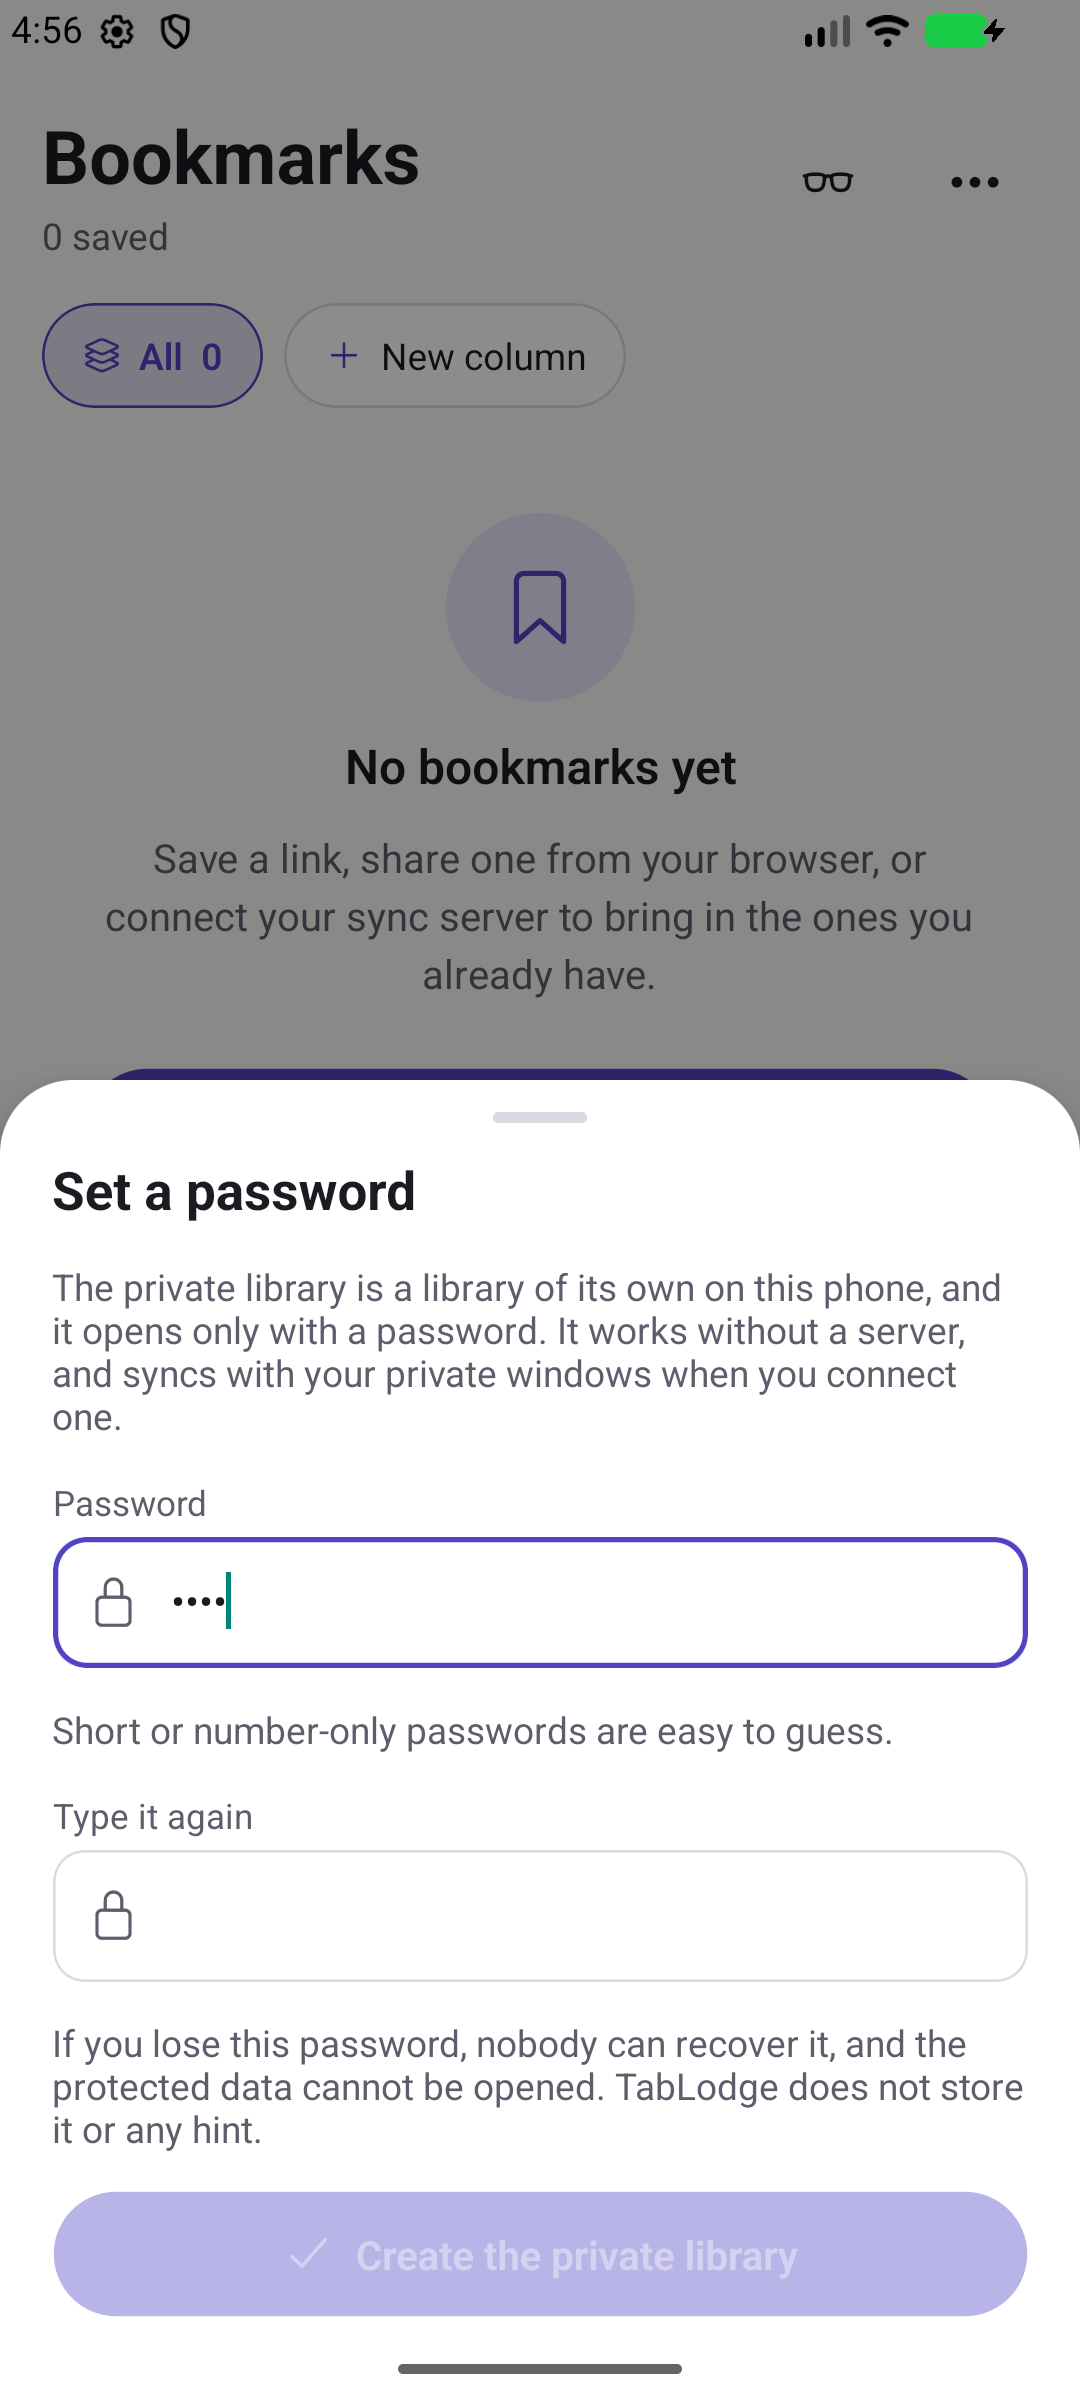 4:56
Bookmarks
0 saved
All 0
New column
No bookmarks yet
Save a link, share one from your browser, or
connect your sync server to bring in the ones you
already have.
Set a password
The private library is a library of its own on this phone, and
it opens only with a password. It works without a server,
and syncs with your private windows when you connect
one.
Password
••••
Short or number-only passwords are easy to guess.
Type it again
If you lose this password, nobody can recover it, and the
protected data cannot be opened. TabLodge does not store
it or any hint.
Create the private library